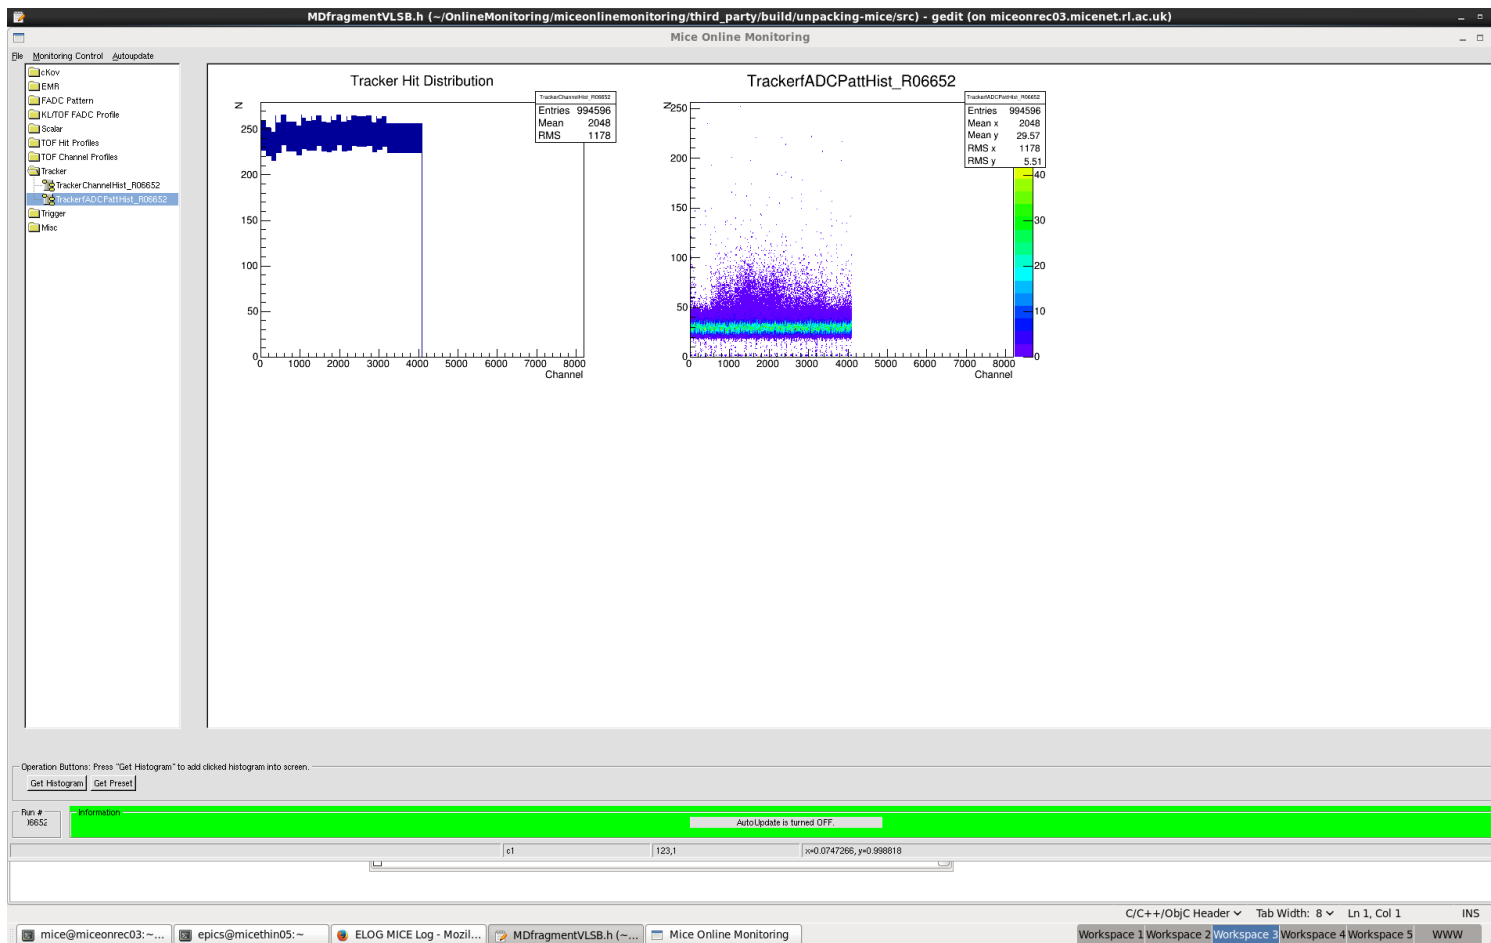 MDfragmentVLSB.h (~/OnlineMonitoring/miceonlinemonitoring/third_party/build/unpacking-mice/src) - gedit (on miceonrec03.micenet.rl.ac.uk)
Mice Online Monitoring
File Monitoring Control Autoupdate
cKov
EMR
FADC Pattern
KL/TOF FADC Profile
Scalar
TOF Hit Profiles
TOF Channel Profiles
Tracker
TrackerChannelHist_R06652
TrackerfADCPattHist_R06652
Trigger
Misc
Tracker Hit Distribution
TrackerChannelHist_R06652
Entries 994596
Mean 2048
RMS 1178
N
250
200
150
100
50
0
0 1000 2000 3000 4000 5000 6000 7000 8000
Channel
TrackerfADCPattHist_R06652
TrackerfADCPattHist_R06652
Entries 994596
Mean x 2048
Mean y 29.57
RMS x 1178
RMS y 5.51
N
250
200
150
100
50
0
0 1000 2000 3000 4000 5000 6000 7000 8000
Channel
40
30
20
10
0
Operation Buttons: Press "Get Histogram" to add clicked histogram into screen.
Get Histogram Get Preset
Run #
06652
Information
AutoUpdate is turned OFF.
c1 123,1 x=0.0747266, y=0.998818
C/C++/ObjC Header Tab Width: 8 Ln 1, Col 1 INS
mice@miceonrec03:~... epics@micethin05:~ ELOG MICE Log - Mozil... MDfragmentVLSB.h (~... Mice Online Monitoring Workspace 1 Workspace 2 Workspace 3 Workspace 4 Workspace 5 WWW